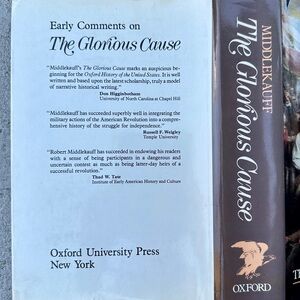 Early Comments on
The Glorious Cause
"Middlekauff's The Glorious Cause marks an auspicious be-
ginning for the Oxford History of the United States. It is well
written and based upon the latest scholarship, truly a model
of narrative historical writing."
Don Higginbotham
University of North Carolina at Chapel Hill
"Middlekauff has succeeded superbly well in integrating the
military actions of the American Revolution into a compre-
hensive history of the struggle for independence."
Russell F. Weigley
Temple University
"Robert Middlekauff has succeeded in endowing his readers
with a sense of being participants in a dangerous and
uncertain contest as much as being latter-day heirs of
a successful revolution."
Thad W. Tate
Institute of Early American History and Culture
Oxford University Press
New York
MIDDLEKAUFF
The Glorious Cause
OXFORD